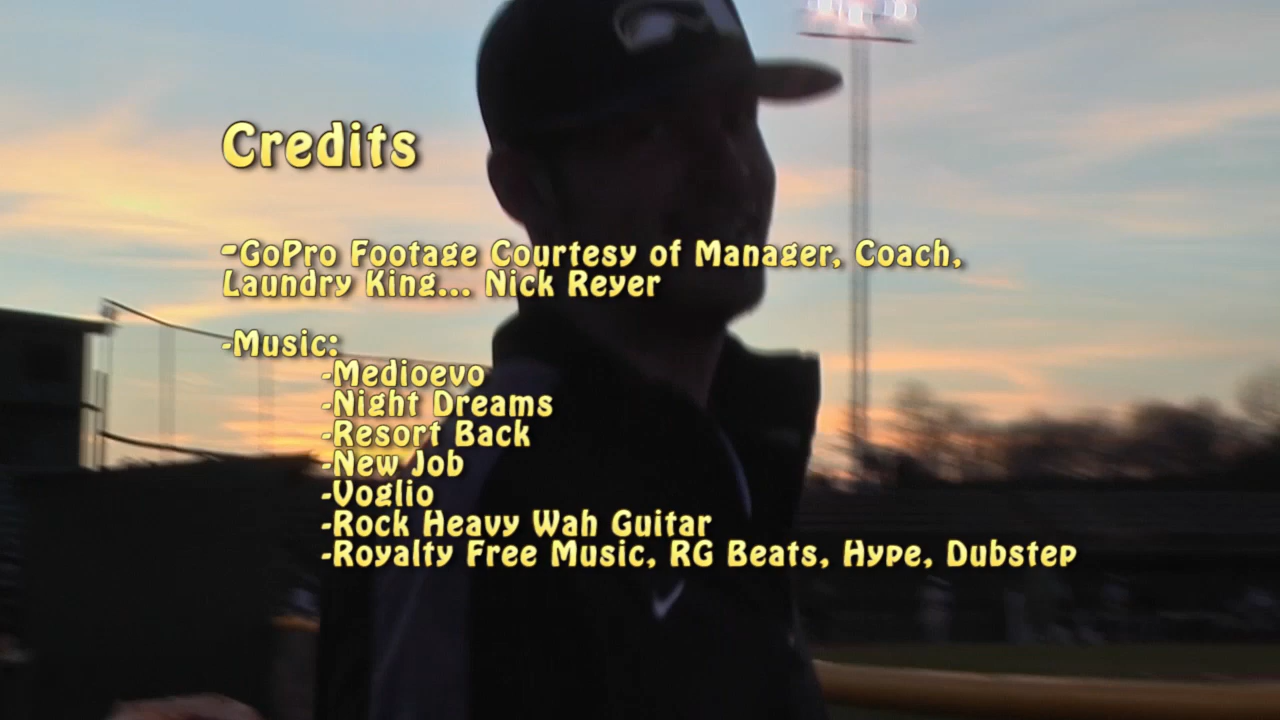 Credits
-GoPro Footage Courtesy of Manager, Coach,
Laundry King... Nick Reyer
-Music:
-Medioevo
-Night Dreams
-Resort Back
-New Job
-Voglio
-Rock Heavy Wah Guitar
-Royalty Free Music, RG Beats, Hype, Dubstep